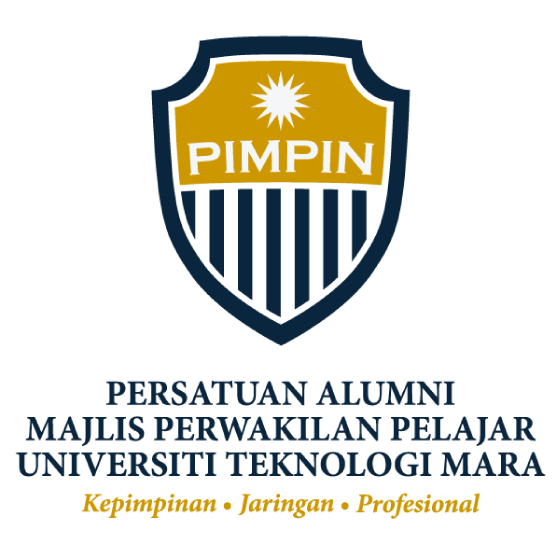 PIMPIN
PERSATUAN ALUMNI
MAJLIS PERWAKILAN PELAJAR
UNIVERSITI TEKNOLOGI MARA
Kepimpinan • Jaringan • Profesional